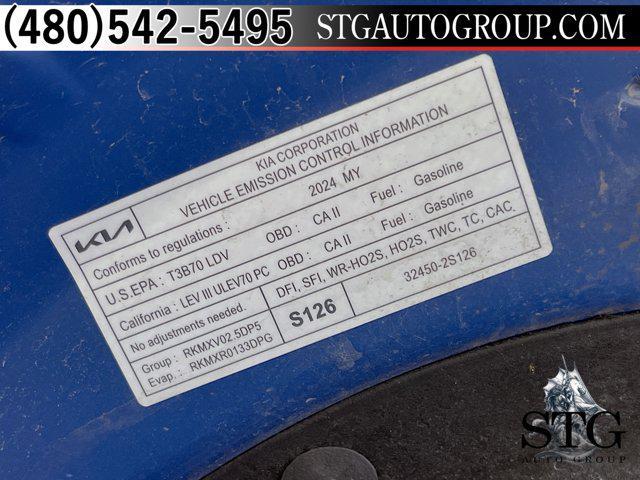 (480)542-5495 STGAUTOGROUP.COM
KIA CORPORATION
VEHICLE EMISSION CONTROL INFORMATION
KIA
Conforms to regulations : 2024 MY
U.S.EPA : T3B70 LDV OBD : CA II Fuel : Gasoline
California : LEV III ULEV70 PC OBD : CA II Fuel : Gasoline
No adjustments needed. DFI, SFI, WR-HO2S, HO2S, TWC, TC, CAC
Group : RKMXV02.5DP5 S126 32450-2S126
Evap. : RKMXR0133DPG
STG
AUTO GROUP